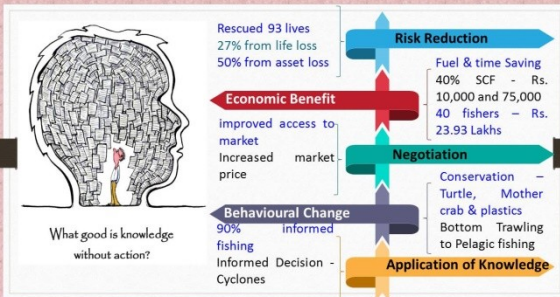 What good is knowledge
without action?
Rescued 93 lives
27% from life loss
50% from asset loss
Risk Reduction
Fuel & time Saving
40% SCF - Rs.
10,000 and 75,000
40 fishers – Rs.
23.93 Lakhs
Economic Benefit
improved access to
market
Increased market
price
Negotiation
Conservation –
Turtle, Mother
crab & plastics
Bottom Trawling
to Pelagic fishing
Behavioural Change
90% informed
fishing
Informed Decision -
Cyclones
Application of Knowledge